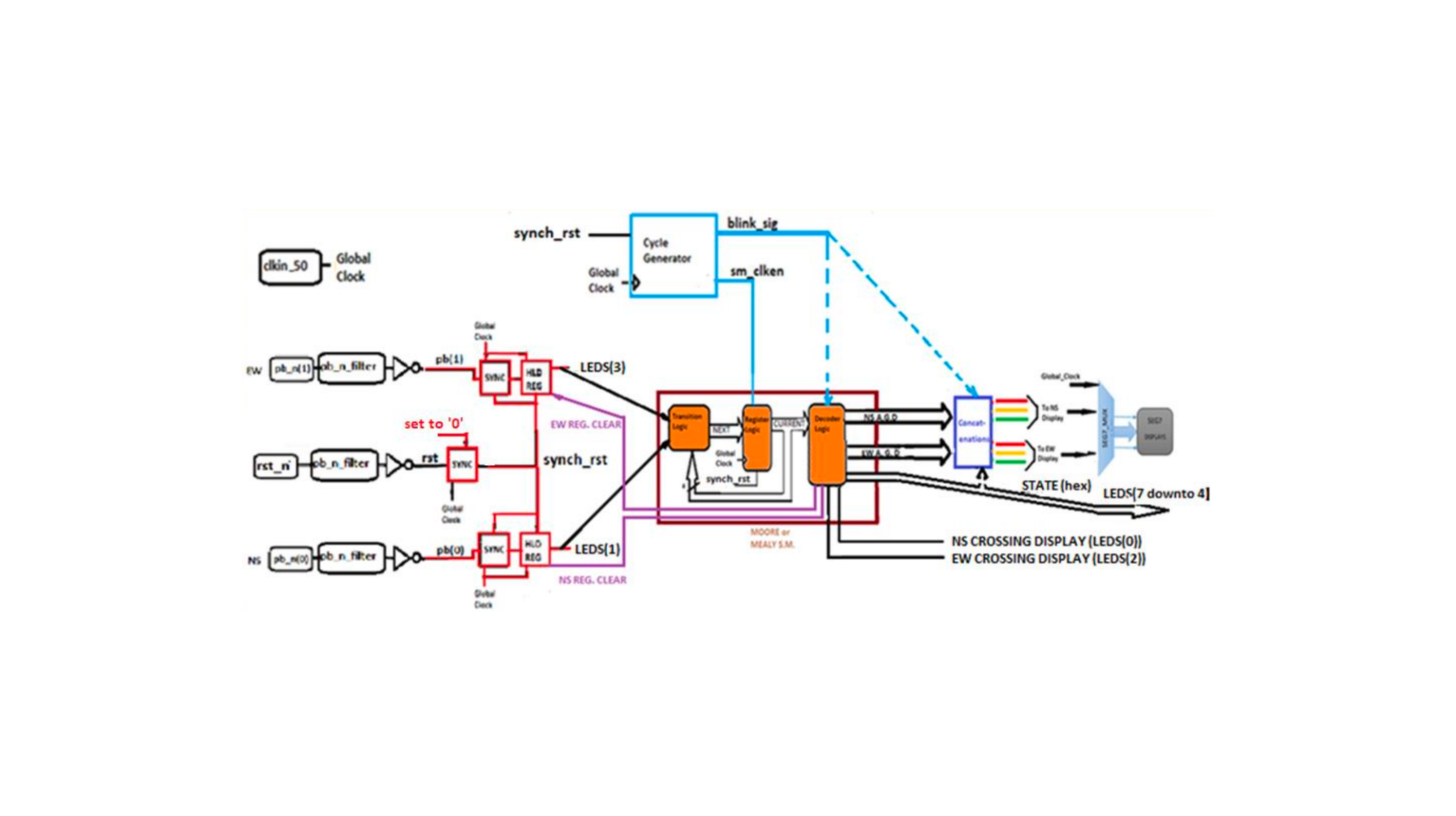 synch_rst
blink_sig
Cycle
Generator
sm_clken
Global
Clock
clkin_50
Global
Clock
Global
Clock
EW
pb_n(1)
pb_n_filter
pb(1)
SYNC
HLD
REG
LEDS(3)
EW REG. CLEAR
set to '0'
rst_n
pb_n_filter
rst
SYNC
synch_rst
Global
Clock
NS
pb_n(0)
pb_n_filter
pb(0)
SYNC
HLD
REG
LEDS(1)
NS REG. CLEAR
Global
Clock
Transition
Logic
NEXT
Register
Logic
CURRENT
Decoder
Logic
Global
Clock
synch_rst
MOORE or
MEALY S.M.
NS A,G,D
EW A, G, D
Concat-
enations
To NS
Display
To EW
Display
Global_Clock
SEG7_MUX
SEG7
DISPLAYS
STATE (hex)
LEDS[7 downto 4]
NS CROSSING DISPLAY (LEDS(0))
EW CROSSING DISPLAY (LEDS(2))